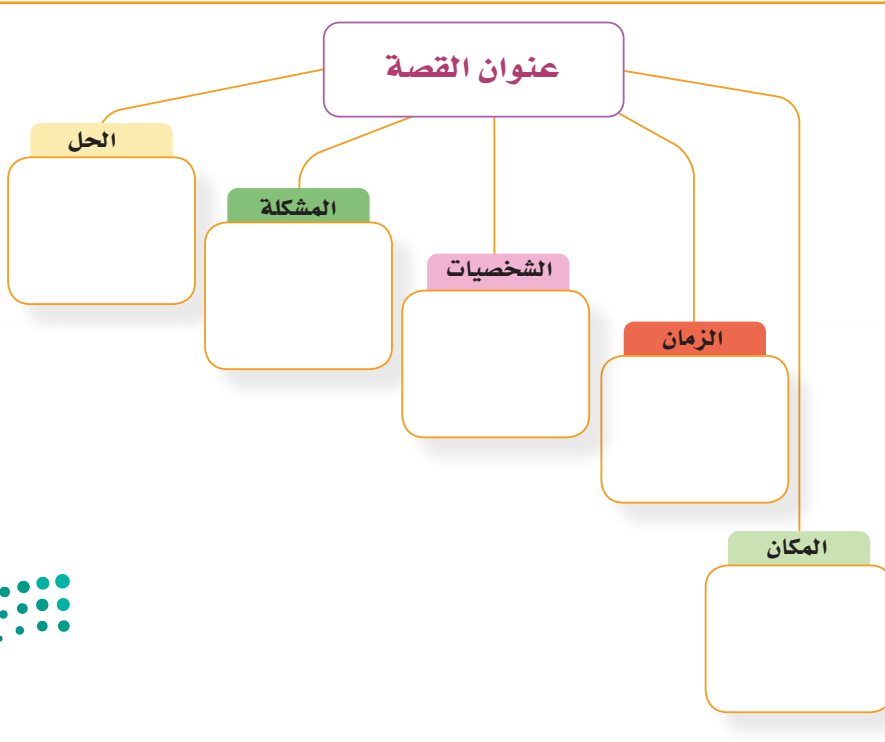 عنوان القصة
الحل
المشكلة
الشخصيات
الزمان
المكان